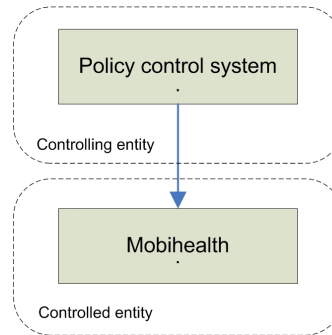 Policy control system
.
Controlling entity
Mobihealth
.
Controlled entity